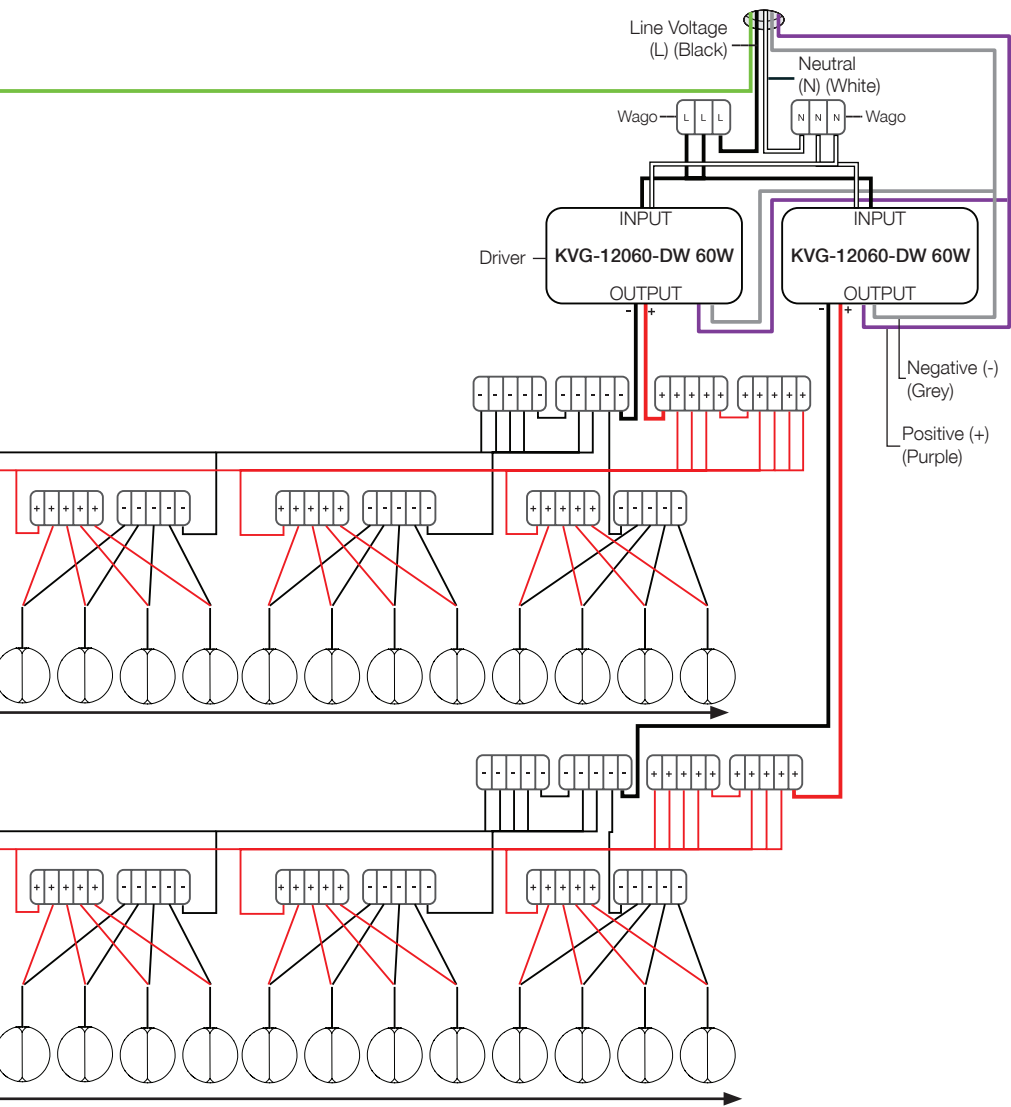 Line Voltage
(L) (Black)
Neutral
(N) (White)
Wago
L L L
N N N
Wago
INPUT
INPUT
Driver
KVG-12060-DW 60W
KVG-12060-DW 60W
OUTPUT
OUTPUT
- +
- +
Negative (-)
(Grey)
Positive (+)
(Purple)
- - - - -
- - - - -
+ + + + +
+ + + + +
+ + + + +
- - - - -
+ + + + +
- - - - -
+ + + + +
- - - - -
- - - - -
- - - - -
+ + + + +
+ + + + +
+ + + + +
- - - - -
+ + + + +
- - - - -
+ + + + +
- - - - -